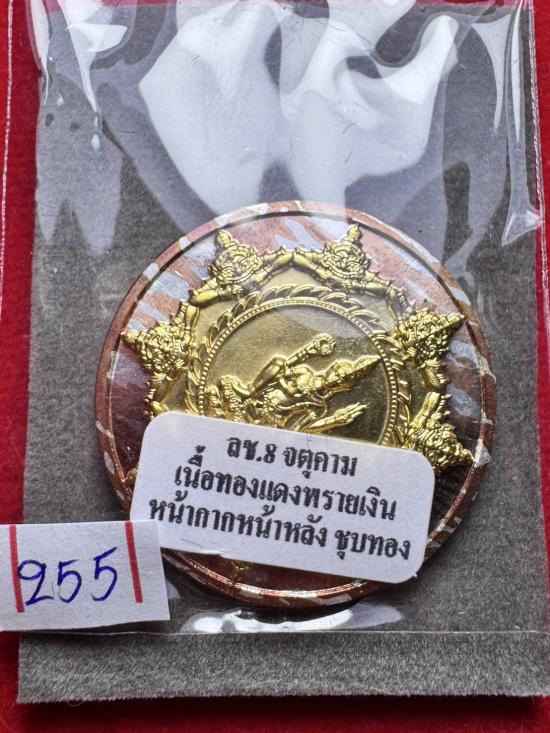 ลช.8 จตุคาม
เนื้อทองแดงพรายเงิน
หน้ากากหน้าหลัง ชุบทอง
255